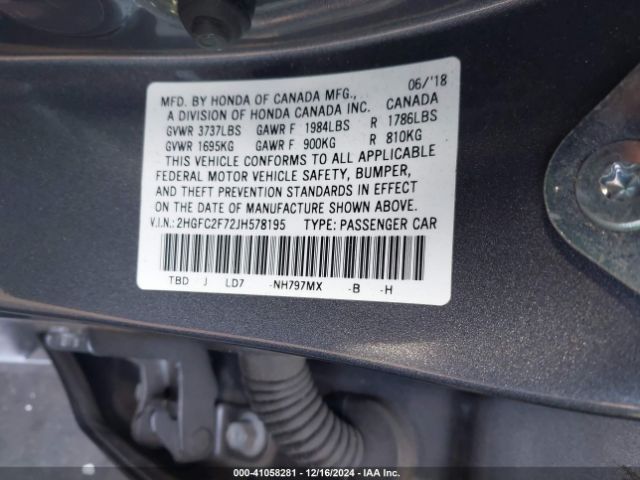 MFD. BY HONDA OF CANADA MFG., 06/'18
A DIVISION OF HONDA CANADA INC. CANADA
GVWR 3737LBS GAWR F 1984LBS R 1786LBS
GVWR 1695KG GAWR F 900KG R 810KG
THIS VEHICLE CONFORMS TO ALL APPLICABLE
FEDERAL MOTOR VEHICLE SAFETY, BUMPER,
AND THEFT PREVENTION STANDARDS IN EFFECT
ON THE DATE OF MANUFACTURE SHOWN ABOVE.
V.I.N.: 2HGFC2F72JH578195 TYPE: PASSENGER CAR
TBD J LD7 -NH797MX -B -H
000-41058281 - 12/16/2024 - IAA Inc.